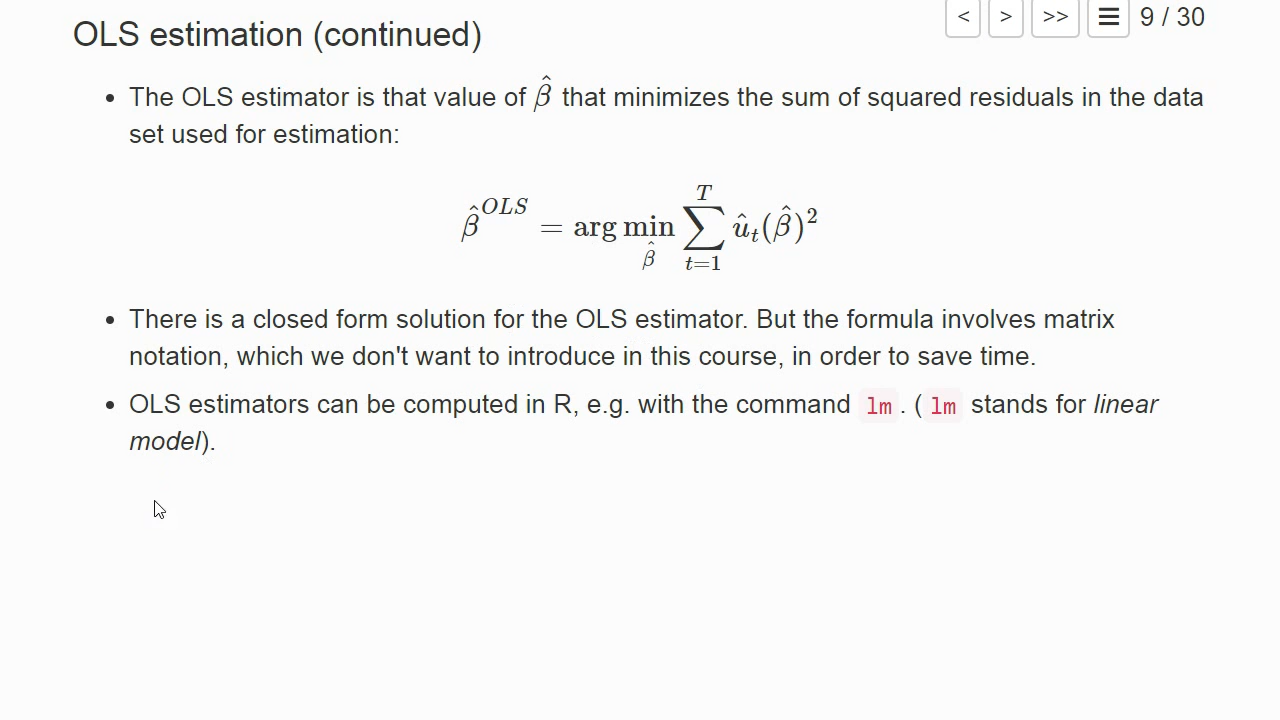 OLS estimation (continued)
< > >> ☰ 9 / 30
• The OLS estimator is that value of β̂ that minimizes the sum of squared residuals in the data
set used for estimation:
β̂^{OLS} = arg min_{β̂} ∑_{t=1}^{T} û_t(β̂)^2
• There is a closed form solution for the OLS estimator. But the formula involves matrix
notation, which we don't want to introduce in this course, in order to save time.
• OLS estimators can be computed in R, e.g. with the command lm . ( lm stands for linear
model).